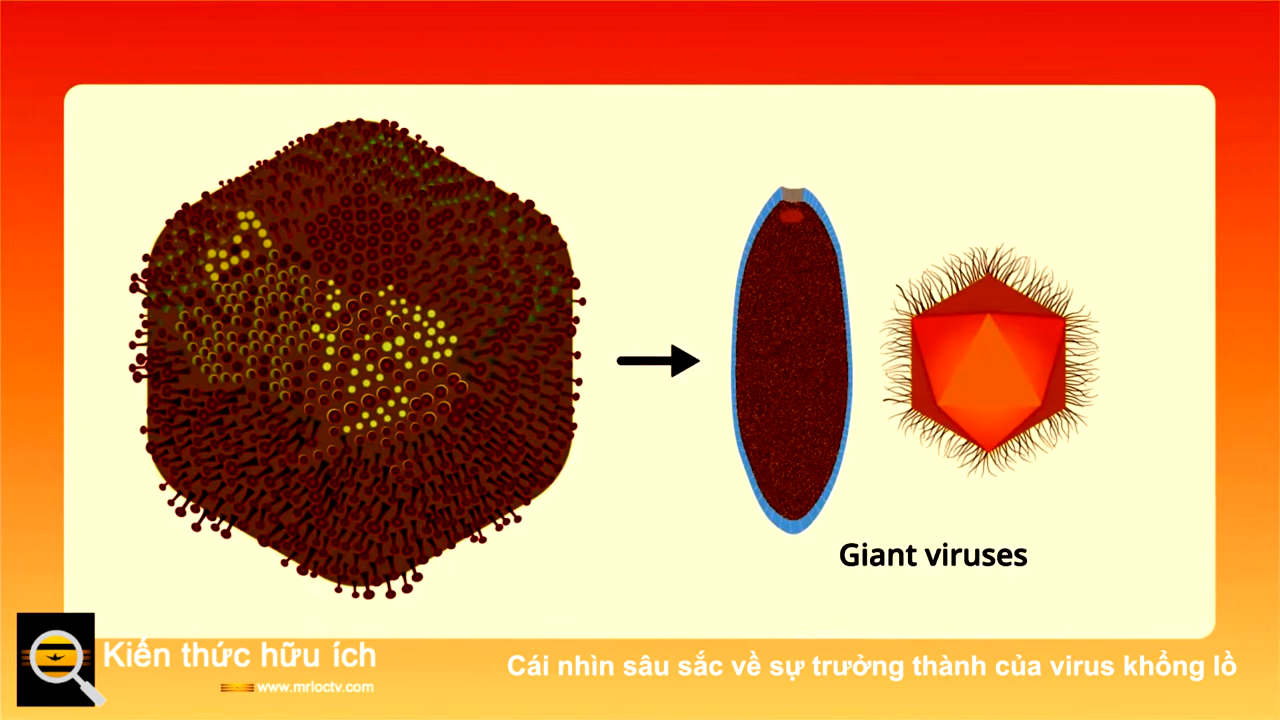 Giant viruses
Kiến thức hữu ích
www.mrloctv.com
Cái nhìn sâu sắc về sự trưởng thành của virus khổng lồ